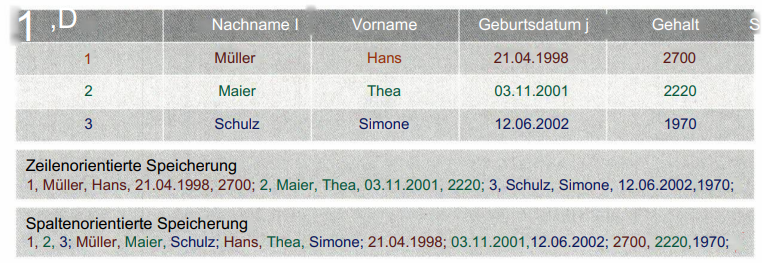 1 ,D Nachname I Vorname Geburtsdatum j Gehalt S
1 Müller Hans 21.04.1998 2700
2 Maier Thea 03.11.2001 2220
3 Schulz Simone 12.06.2002 1970
Zeilenorientierte Speicherung
1, Müller, Hans, 21.04.1998, 2700; 2, Maier, Thea, 03.11.2001, 2220; 3, Schulz, Simone, 12.06.2002,1970;
Spaltenorientierte Speicherung
1, 2, 3; Müller, Maier, Schulz; Hans, Thea, Simone; 21.04.1998; 03.11.2001,12.06.2002; 2700, 2220,1970;